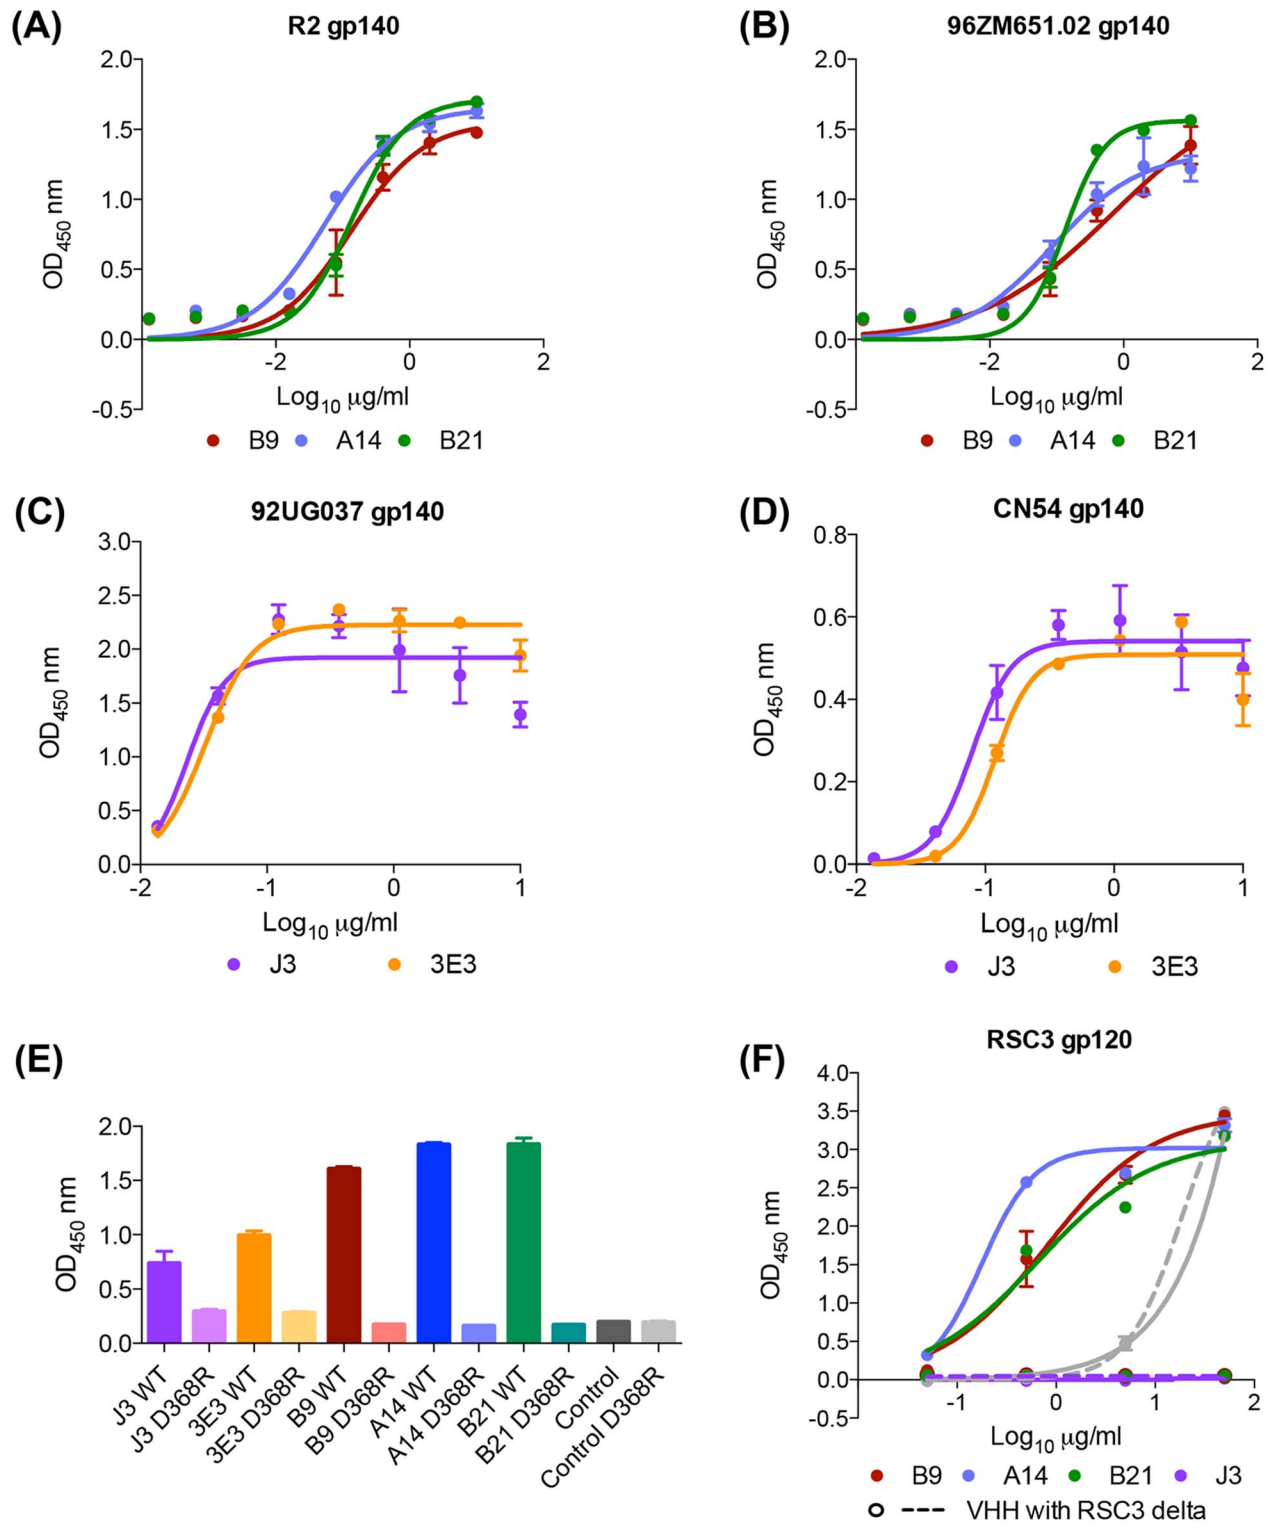 (A)
R2 gp140
2.0
1.5
1.0
0.5
0.0
-0.5
OD450 nm
-2 0 2
Log10 μg/ml
B9 A14 B21
(B)
96ZM651.02 gp140
2.0
1.5
1.0
0.5
0.0
-0.5
OD450 nm
-2 0 2
Log10 μg/ml
B9 A14 B21
(C)
92UG037 gp140
3.0
2.5
2.0
1.5
1.0
0.5
0.0
OD450 nm
-2 -1 0 1
Log10 μg/ml
J3 3E3
(D)
CN54 gp140
0.8
0.6
0.4
0.2
0.0
OD450 nm
-2 -1 0 1
Log10 μg/ml
J3 3E3
(E)
2.0
1.5
1.0
0.5
0.0
OD450 nm
J3 WT
J3 D368R
3E3 WT
3E3 D368R
B9 WT
B9 D368R
A14 WT
A14 D368R
B21 WT
B21 D368R
Control
Control D368R
(F)
RSC3 gp120
4.0
3.5
3.0
2.5
2.0
1.5
1.0
0.5
0.0
-0.5
OD450 nm
-1 0 1 2
Log10 μg/ml
B9 A14 B21 J3
VHH with RSC3 delta